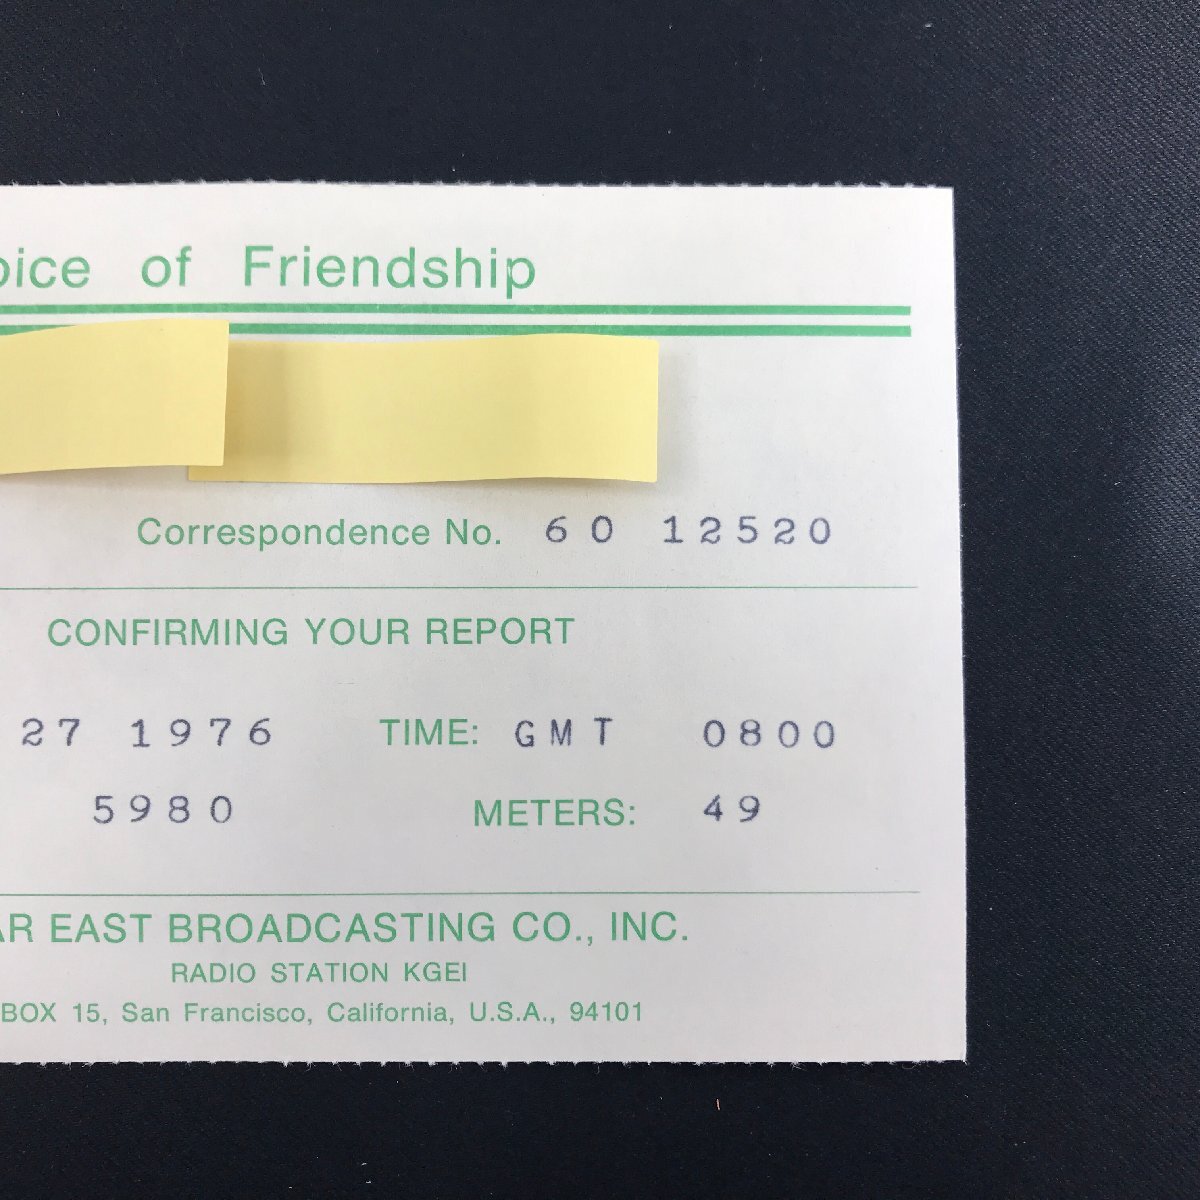 oice of Friendship
Correspondence No. 60 12520
CONFIRMING YOUR REPORT
27 1976 TIME: GMT 0800
5980 METERS: 49
AR EAST BROADCASTING CO., INC.
RADIO STATION KGEI
BOX 15, San Francisco, California, U.S.A., 94101